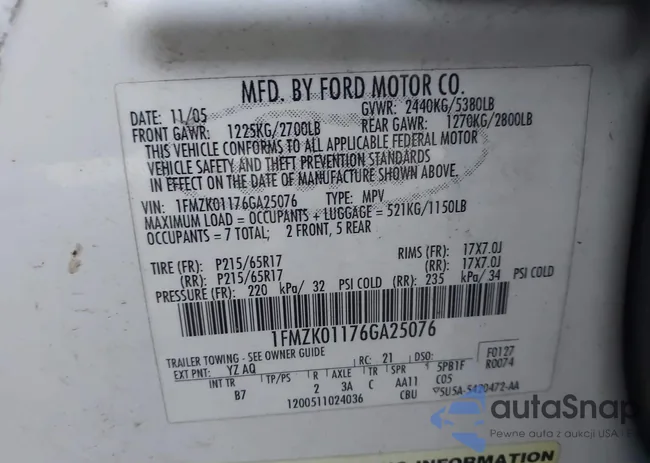 MFD. BY FORD MOTOR CO.
DATE: 11/05 GVWR: 2440KG/5380LB
FRONT GAWR: 1225KG/2700LB REAR GAWR: 1270KG/2800LB
THIS VEHICLE CONFORMS TO ALL APPLICABLE FEDERAL MOTOR
VEHICLE SAFETY AND THEFT PREVENTION STANDARDS
IN EFFECT ON THE DATE OF MANUFACTURE SHOWN ABOVE.
VIN: 1FMZK01176GA25076 TYPE: MPV
MAXIMUM LOAD = OCCUPANTS + LUGGAGE = 521KG/1150LB
OCCUPANTS = 7 TOTAL; 2 FRONT, 5 REAR
TIRE (FR): P215/65R17 RIMS (FR): 17X7.0J
(RR): P215/65R17 (RR): 17X7.0J
PRESSURE (FR): 220 kPa/ 32 PSI COLD (RR): 235 kPa/ 34 PSI COLD
1FMZK01176GA25076
TRAILER TOWING - SEE OWNER GUIDE
EXT PNT: YZ AQ RC: 21 DSO: F0127
INT TR TP/PS R AXLE TR SPR SPB1F R0074
B7 2 3A C AA11 C05
1200511024036 CBU 5U5A-5420472-AA
autoSnap
Pewne auto z aukcji USA
INFORMATION